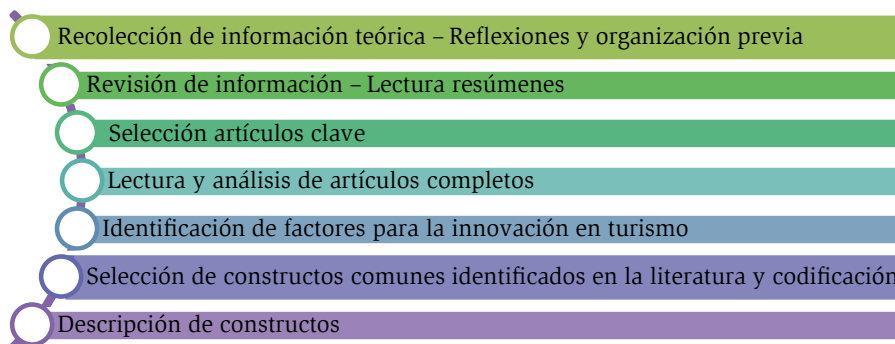 Recolección de información teórica – Reflexiones y organización previa
Revisión de información – Lectura resúmenes
Selección artículos clave
Lectura y análisis de artículos completos
Identificación de factores para la innovación en turismo
Selección de constructos comunes identificados en la literatura y codificación
Descripción de constructos